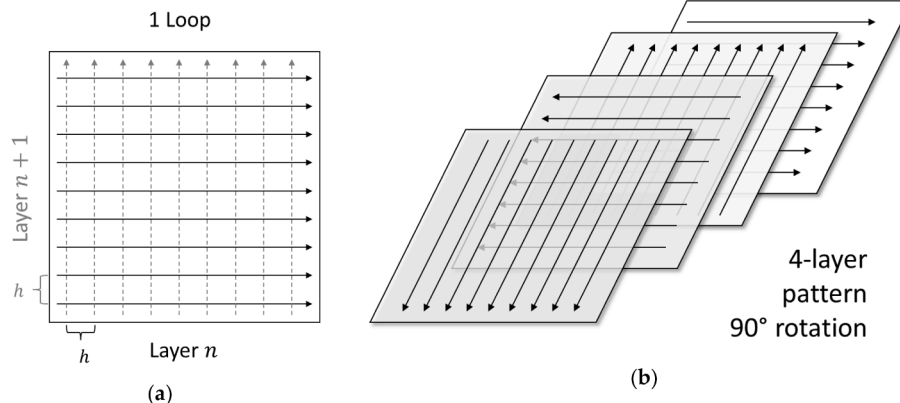 1 Loop
Layer n + 1
h
h
Layer n
(a)
4-layer
pattern
90° rotation
(b)